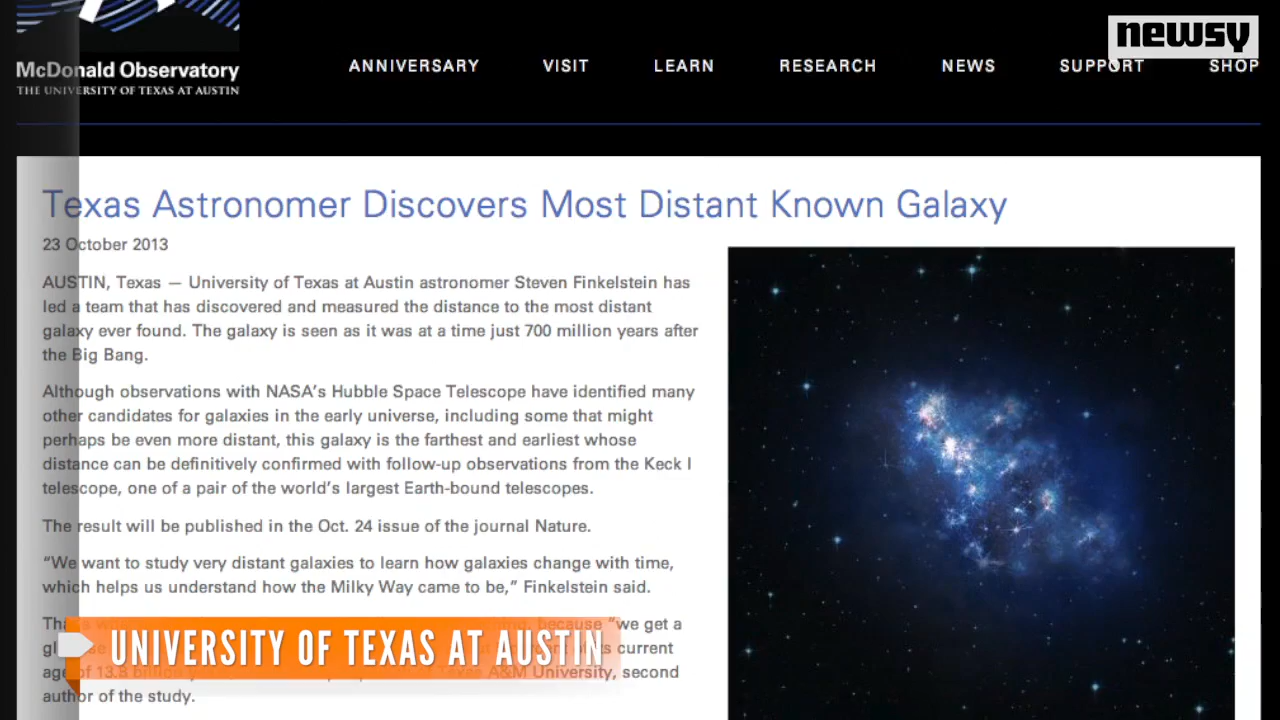 newsy
McDonald Observatory
THE UNIVERSITY OF TEXAS AT AUSTIN
ANNIVERSARY VISIT LEARN RESEARCH NEWS SUPPORT SHOP
Texas Astronomer Discovers Most Distant Known Galaxy
23 October 2013
AUSTIN, Texas — University of Texas at Austin astronomer Steven Finkelstein has
led a team that has discovered and measured the distance to the most distant
galaxy ever found. The galaxy is seen as it was at a time just 700 million years after
the Big Bang.
Although observations with NASA’s Hubble Space Telescope have identified many
other candidates for galaxies in the early universe, including some that might
perhaps be even more distant, this galaxy is the farthest and earliest whose
distance can be definitively confirmed with follow-up observations from the Keck I
telescope, one of a pair of the world’s largest Earth-bound telescopes.
The result will be published in the Oct. 24 issue of the journal Nature.
“We want to study very distant galaxies to learn how galaxies change with time,
which helps us understand how the Milky Way came to be,” Finkelstein said.
because “we get a
current
age of 13.8 billion Texas A&M University, second
author of the study.
UNIVERSITY OF TEXAS AT AUSTIN